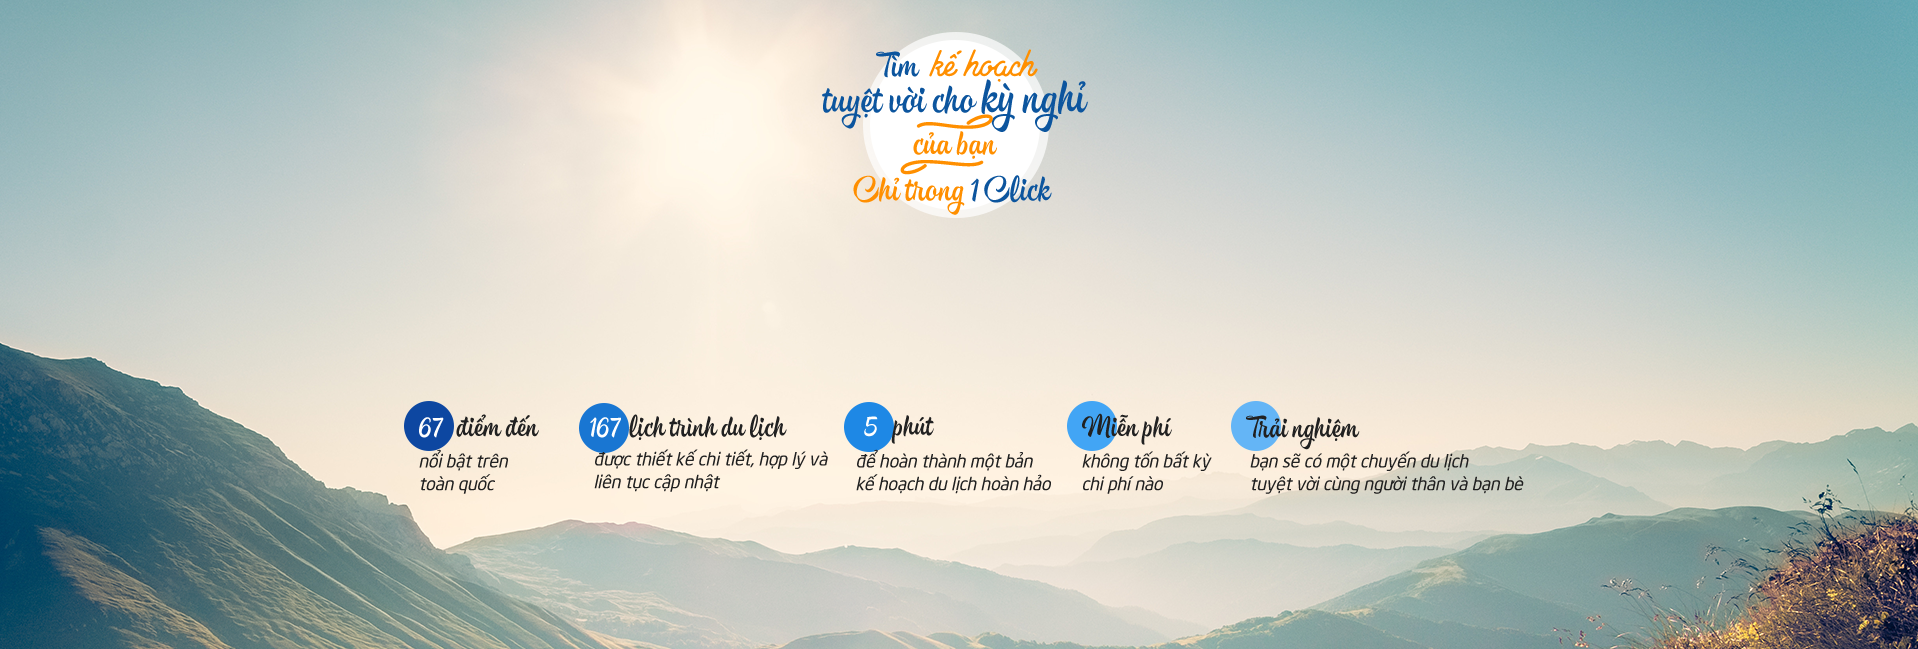 Tìm kế hoạch
tuyệt vời cho kỳ nghỉ
của bạn
Chỉ trong 1 Click
67 điểm đến
nổi bật trên
toàn quốc
167 lịch trình du lịch
được thiết kế chi tiết, hợp lý và
liên tục cập nhật
5 phút
để hoàn thành một bản
kế hoạch du lịch hoàn hảo
Miễn phí
không tốn bất kỳ
chi phí nào
Trải nghiệm
bạn sẽ có một chuyến du lịch
tuyệt vời cùng người thân và bạn bè